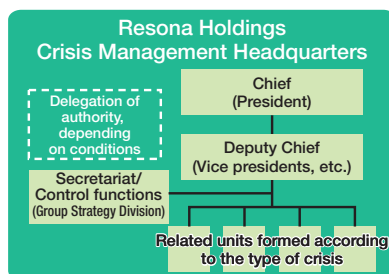 Resona Holdings
Crisis Management Headquarters
Chief
(President)
Delegation of
authority,
depending
on conditions
Deputy Chief
(Vice presidents, etc.)
Secretariat/
Control functions
(Group Strategy Division)
Related units formed according
to the type of crisis